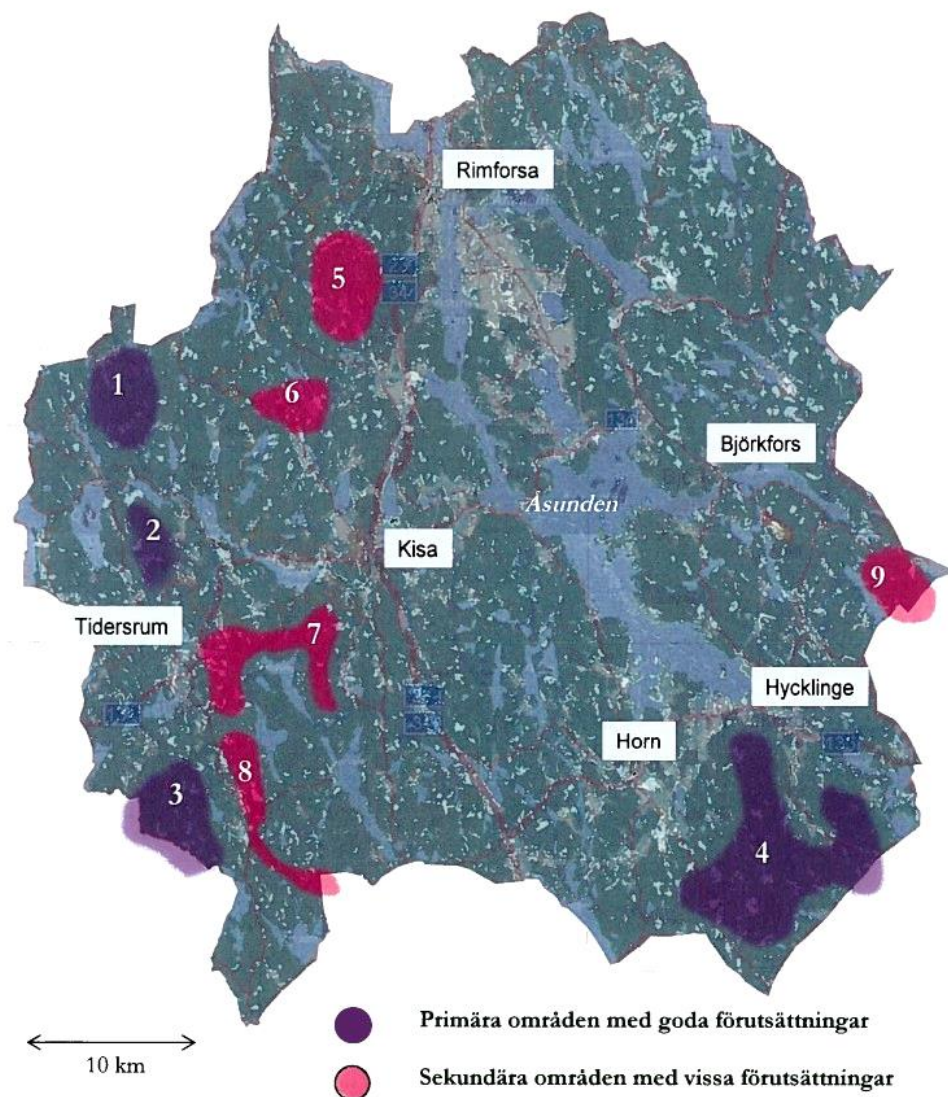 Rimforsa
5
1
6
Björkfors
Åsunden
2
Kisa
9
Tidersrum
7
Hycklinge
Horn
8
3
4
134
Primära områden med goda förutsättningar
10 km
Sekundära områden med vissa förutsättningar